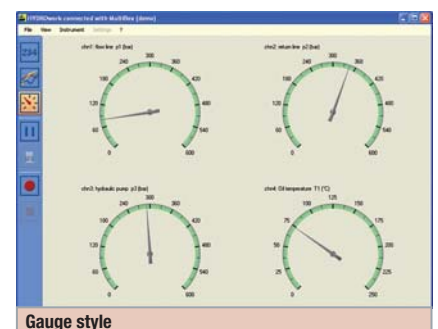 HYDROwork connected with Multiflex (demo)
File View Instrument Settings ?
234
chn1: flow line p1 (bar)
0 60 120 180 240 300 360 420 480 540 600
chn2: return line p2 (bar)
0 60 120 180 240 300 360 420 480 540 600
chn3: hydraulic pump p3 (bar)
0 60 120 180 240 300 360 420 480 540 600
chn4: Oil temperature T1 (°C)
0 25 50 75 100 125 150 175 200 225 250
Gauge style